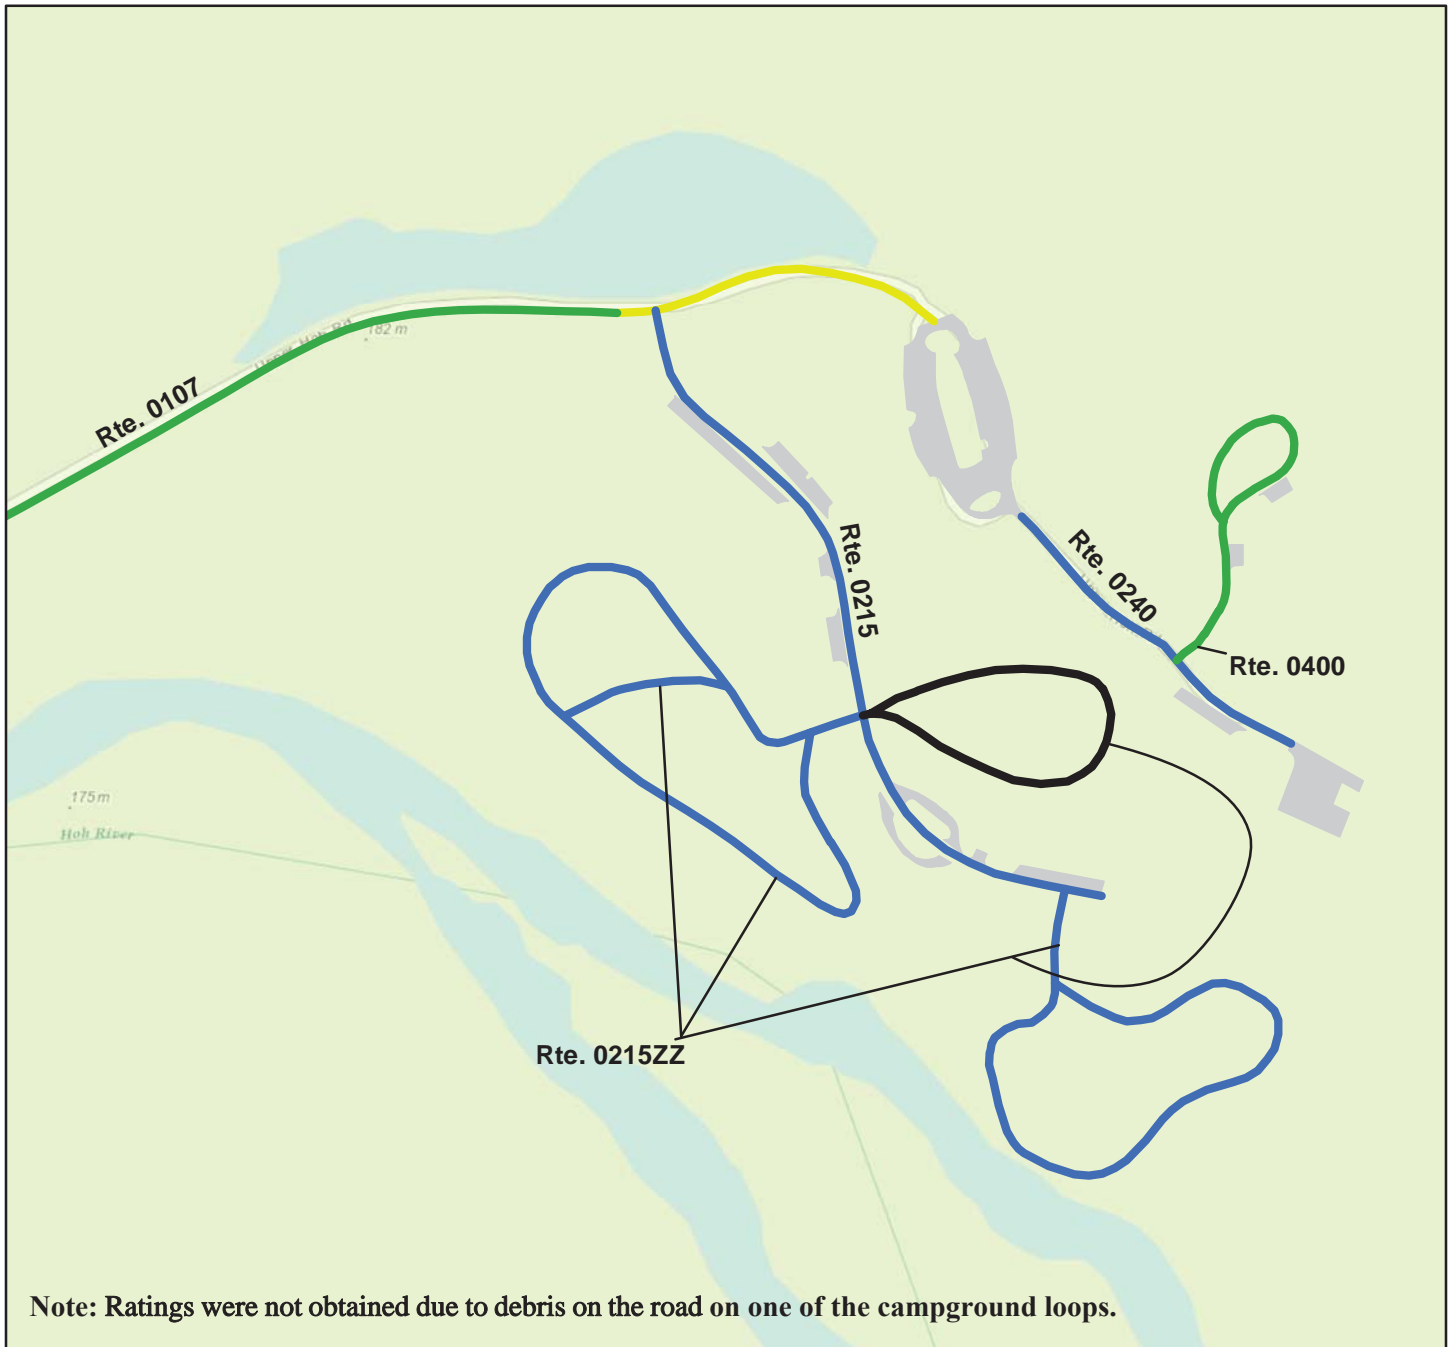 182 m
Rte. 0107
Rte. 0215
Rte. 0240
Rte. 0400
175 m
Hoh River
Rte. 0215ZZ
Note: Ratings were not obtained due to debris on the road on one of the campground loops.